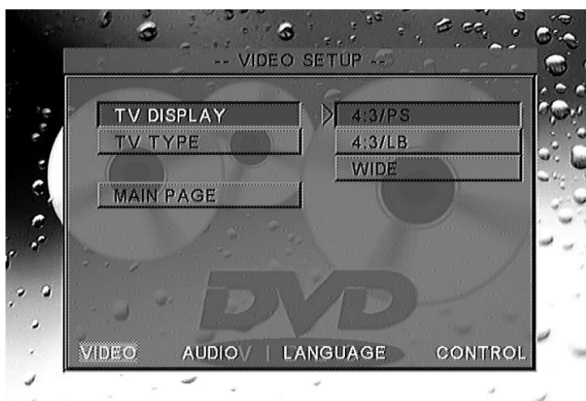 -- VIDEO SETUP --
TV DISPLAY
4:3/PS
TV TYPE
4:3/LB
WIDE
MAIN PAGE
DVD
VIDEO AUDIO LANGUAGE CONTROL